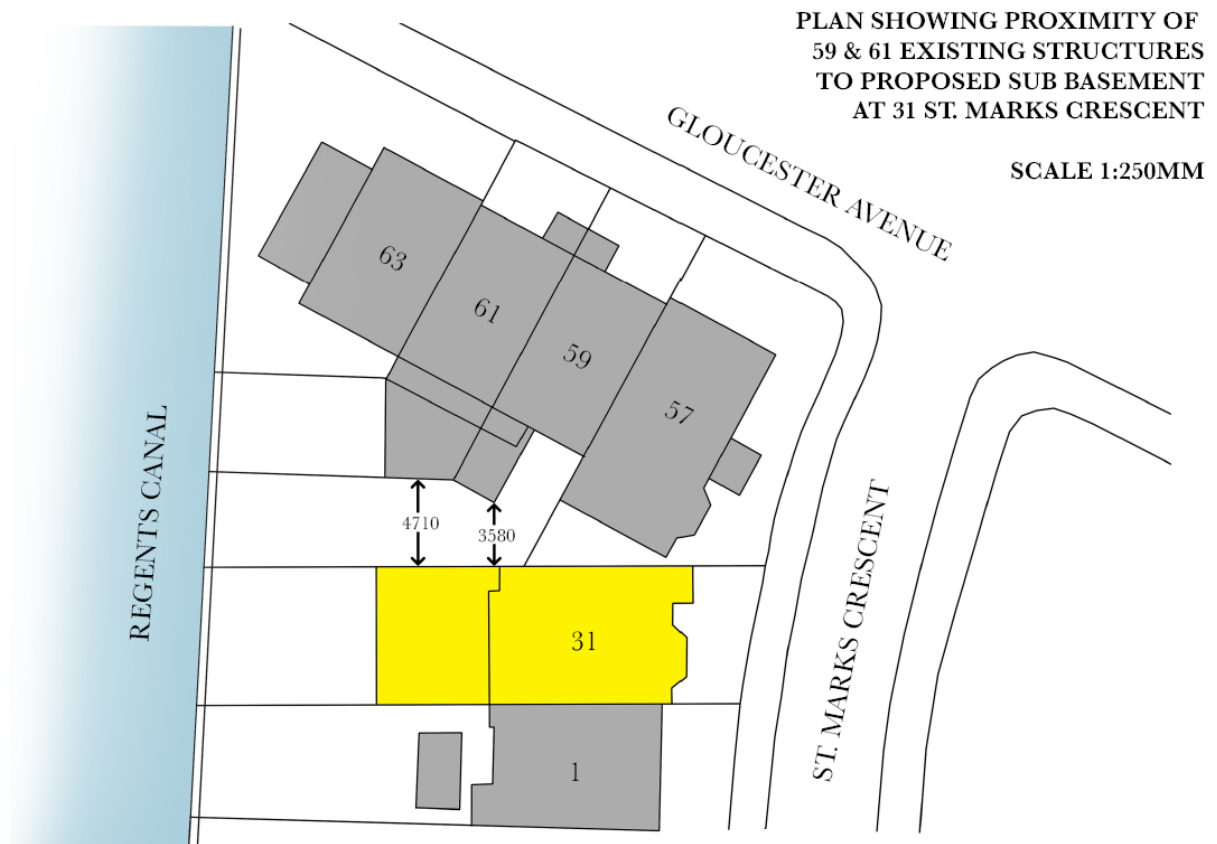 PLAN SHOWING PROXIMITY OF
59 & 61 EXISTING STRUCTURES
TO PROPOSED SUB BASEMENT
AT 31 ST. MARKS CRESCENT
SCALE 1:250MM
GLOUCESTER AVENUE
63
61
59
57
REGENTS CANAL
4710
3580
ST. MARKS CRESCENT
31
1